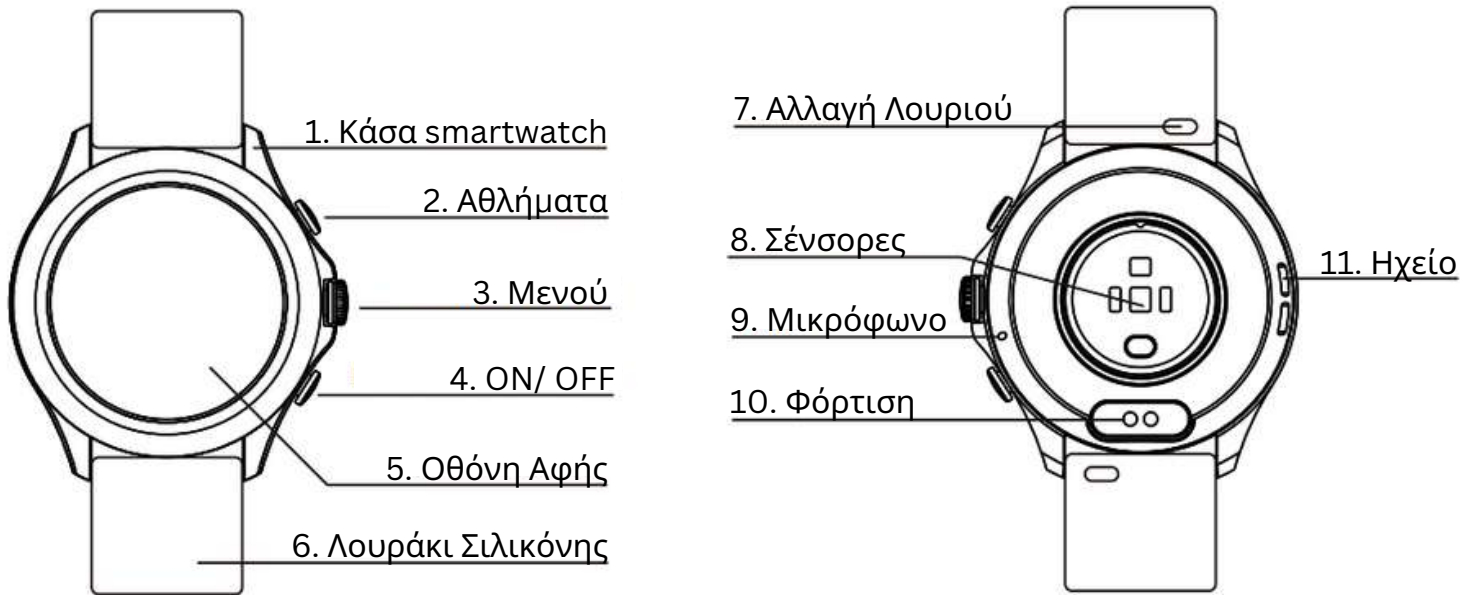 1. Κάσα smartwatch
2. Αθλήματα
3. Μενού
4. ON/ OFF
5. Οθόνη Αφής
6. Λουράκι Σιλικόνης
7. Αλλαγή Λουριού
8. Σένσορες
9. Μικρόφωνο
10. Φόρτιση
11. Ηχείο